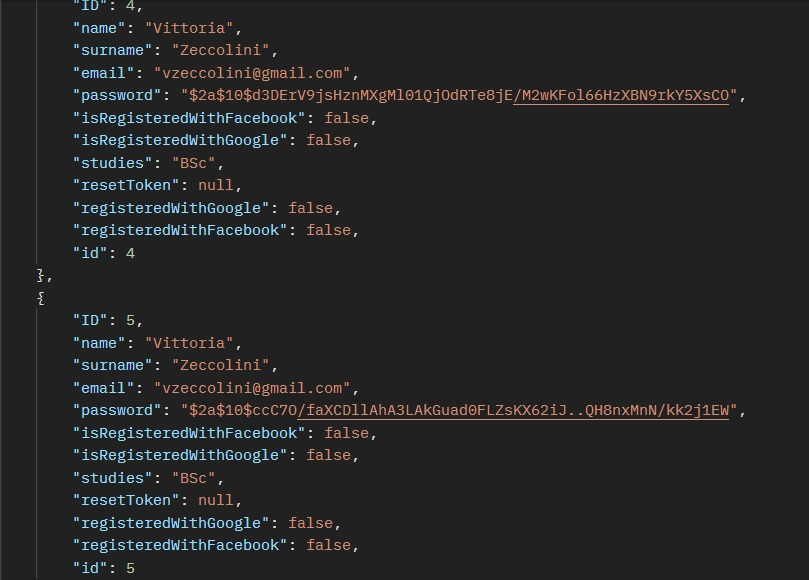 "ID": 4,
"name": "Vittoria",
"surname": "Zeccolini",
"email": "vzeccolini@gmail.com",
"password": "$2a$10$d3DErV9jsHznMXgMl01QjOdRTe8jE/M2wKFol66HzXBN9rkY5XsCO",
"isRegisteredWithFacebook": false,
"isRegisteredWithGoogle": false,
"studies": "BSc",
"resetToken": null,
"registeredWithGoogle": false,
"registeredWithFacebook": false,
"id": 4
},
{
"ID": 5,
"name": "Vittoria",
"surname": "Zeccolini",
"email": "vzeccolini@gmail.com",
"password": "$2a$10$ccC7O/faXCDllAhA3LAkGuad0FLZsKX62iJ..QH8nxMnN/kk2j1EW",
"isRegisteredWithFacebook": false,
"isRegisteredWithGoogle": false,
"studies": "BSc",
"resetToken": null,
"registeredWithGoogle": false,
"registeredWithFacebook": false,
"id": 5